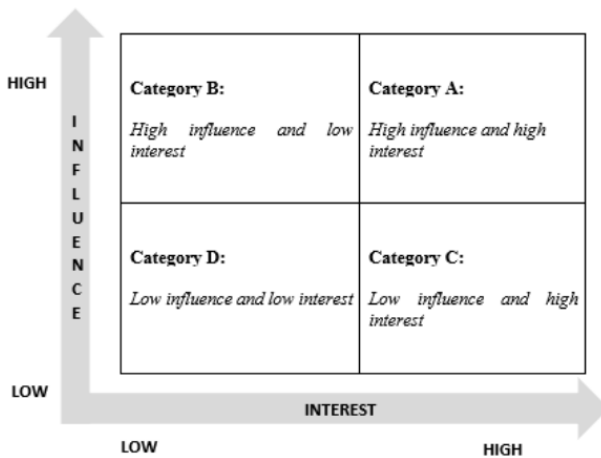 HIGH
INFLUENCE
Category B:
High influence and low
interest
Category A:
High influence and high
interest
Category D:
Low influence and low interest
Category C:
Low influence and high
interest
LOW
INTEREST
LOW
HIGH